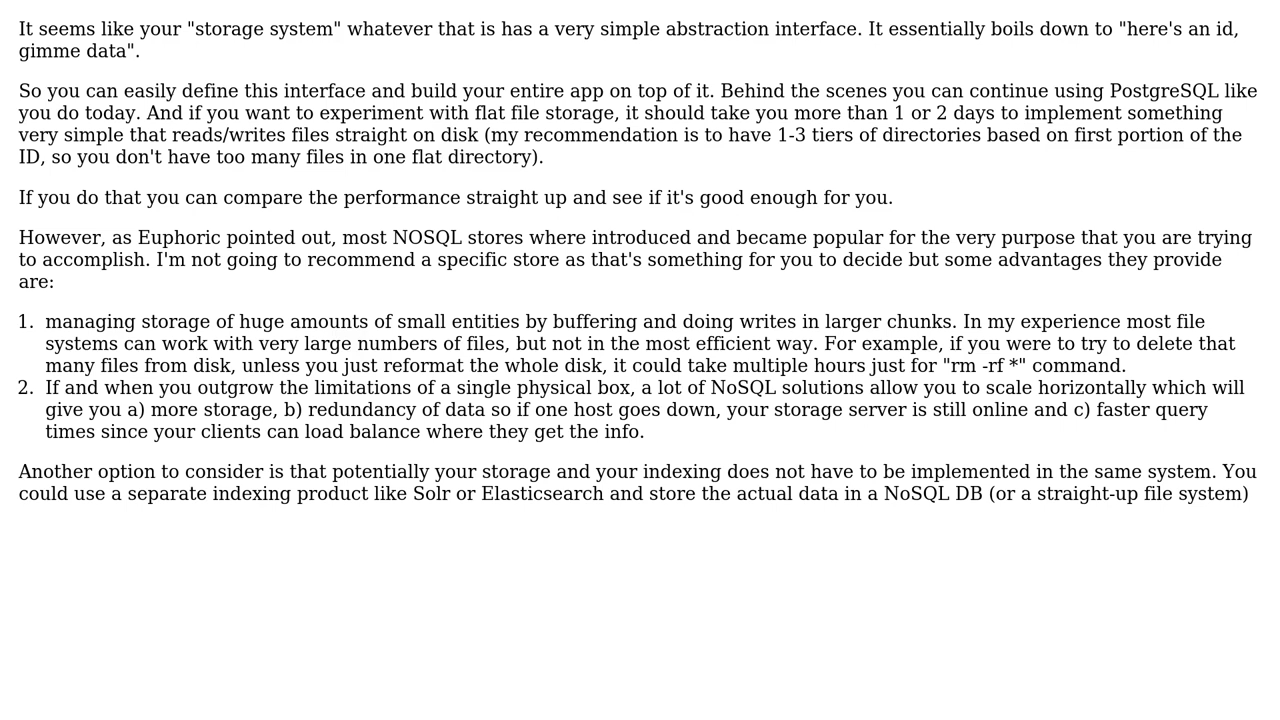 It seems like your "storage system" whatever that is has a very simple abstraction interface. It essentially boils down to "here's an id,
gimme data".
So you can easily define this interface and build your entire app on top of it. Behind the scenes you can continue using PostgreSQL like
you do today. And if you want to experiment with flat file storage, it should take you more than 1 or 2 days to implement something
very simple that reads/writes files straight on disk (my recommendation is to have 1-3 tiers of directories based on first portion of the
ID, so you don't have too many files in one flat directory).
If you do that you can compare the performance straight up and see if it's good enough for you.
However, as Euphoric pointed out, most NOSQL stores where introduced and became popular for the very purpose that you are trying
to accomplish. I'm not going to recommend a specific store as that's something for you to decide but some advantages they provide
are:
1. managing storage of huge amounts of small entities by buffering and doing writes in larger chunks. In my experience most file
systems can work with very large numbers of files, but not in the most efficient way. For example, if you were to try to delete that
many files from disk, unless you just reformat the whole disk, it could take multiple hours just for "rm -rf *" command.
2. If and when you outgrow the limitations of a single physical box, a lot of NoSQL solutions allow you to scale horizontally which will
give you a) more storage, b) redundancy of data so if one host goes down, your storage server is still online and c) faster query
times since your clients can load balance where they get the info.
Another option to consider is that potentially your storage and your indexing does not have to be implemented in the same system. You
could use a separate indexing product like Solr or Elasticsearch and store the actual data in a NoSQL DB (or a straight-up file system)